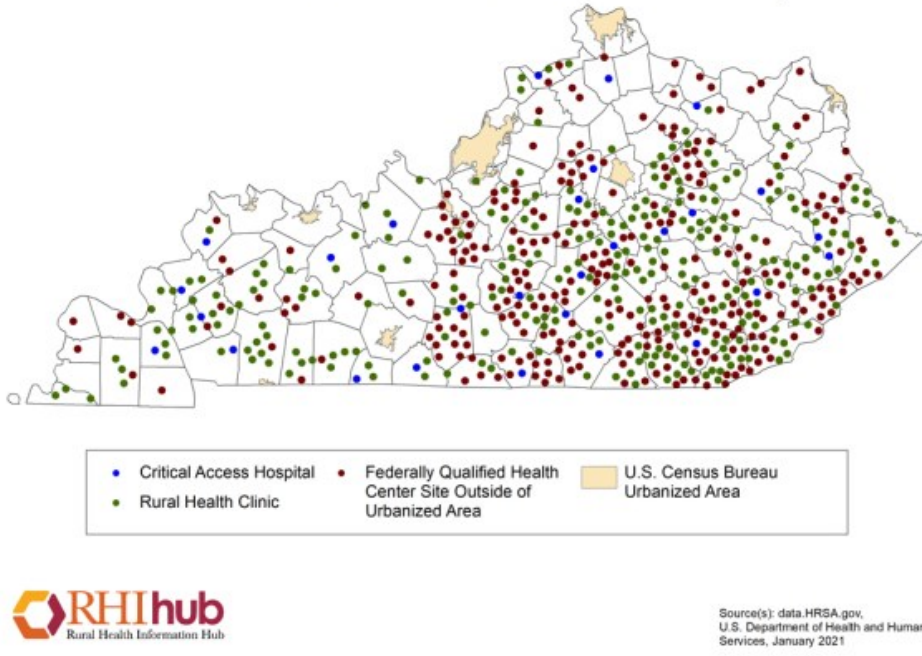 Critical Access Hospital
Rural Health Clinic
Federally Qualified Health
Center Site Outside of
Urbanized Area
U.S. Census Bureau
Urbanized Area
RHIhub
Rural Health Information Hub
Source(s): data.HRSA.gov,
U.S. Department of Health and Human
Services, January 2021